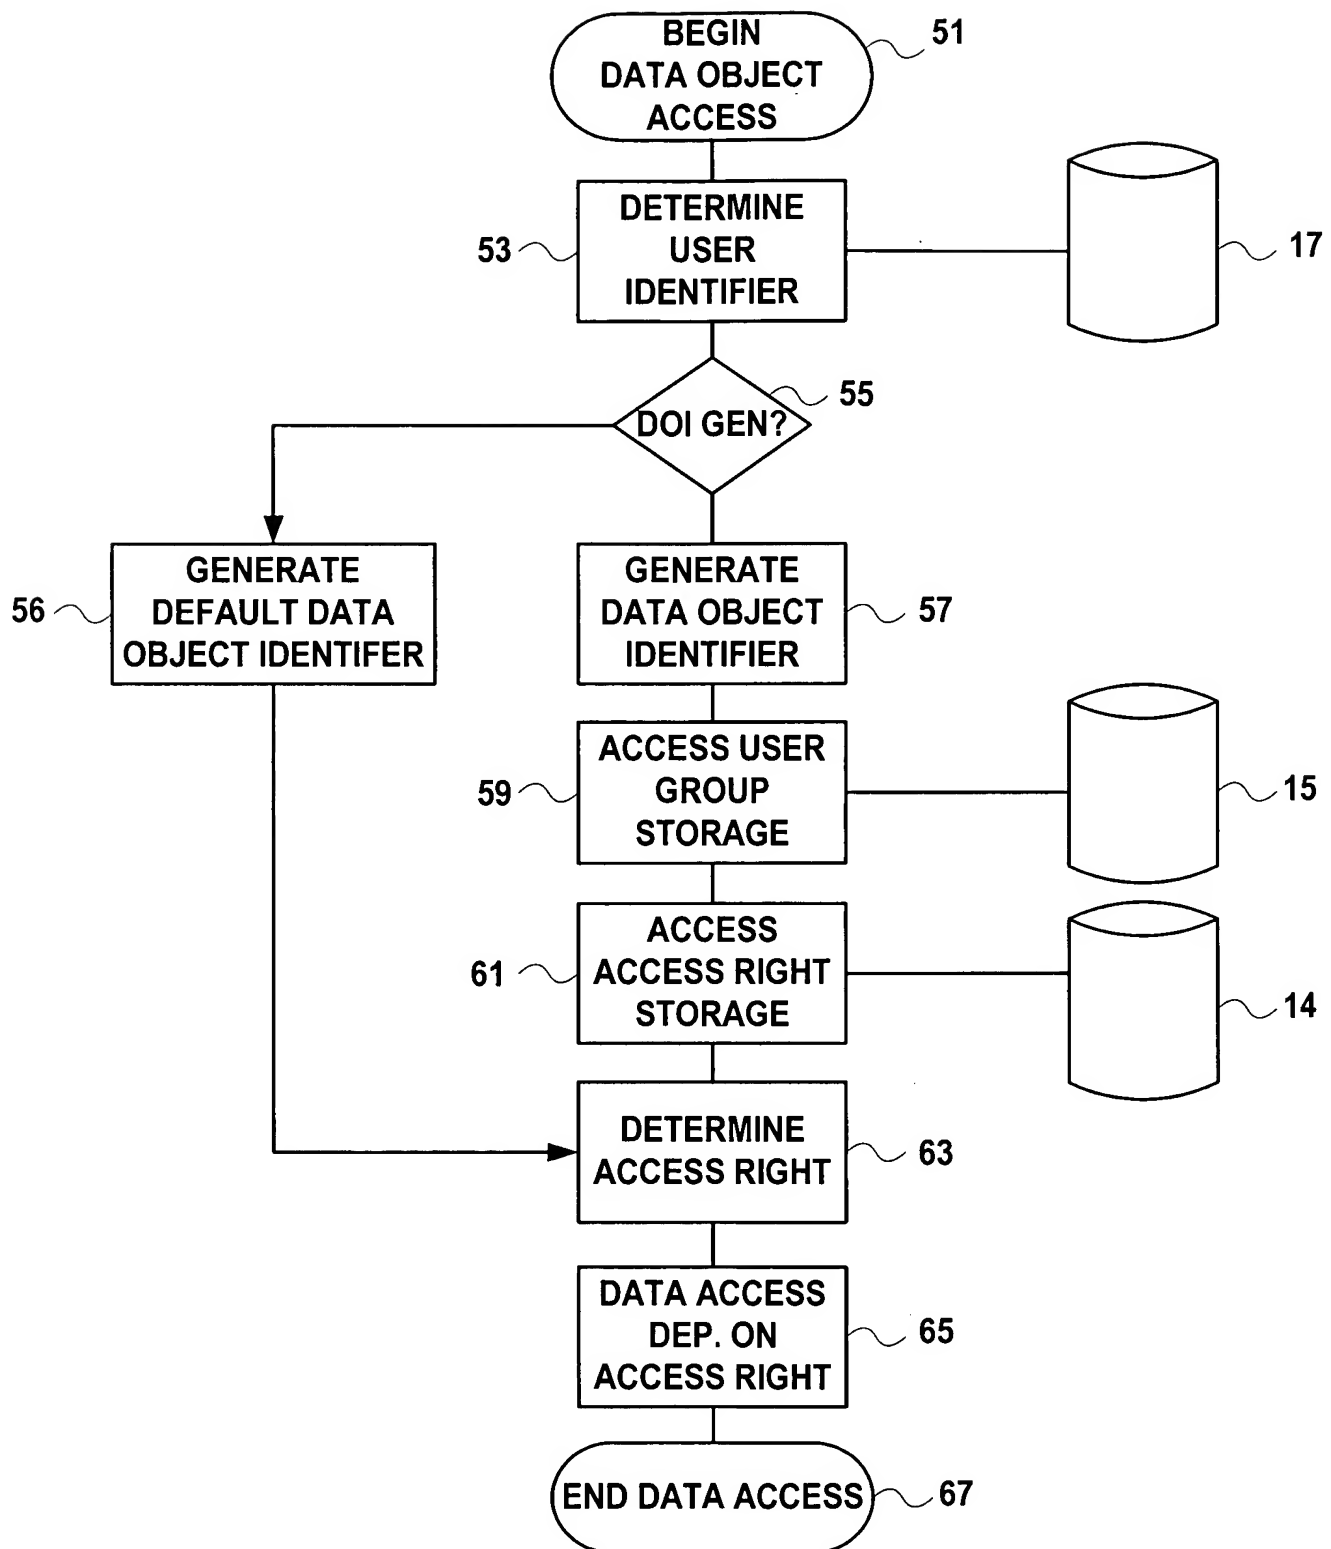 BEGIN
DATA OBJECT
ACCESS
51
DETERMINE
USER
IDENTIFIER
53
17
DOI GEN?
55
GENERATE
DEFAULT DATA
OBJECT IDENTIFER
56
GENERATE
DATA OBJECT
IDENTIFIER
57
ACCESS USER
GROUP
STORAGE
59
15
ACCESS
ACCESS RIGHT
STORAGE
61
14
DETERMINE
ACCESS RIGHT
63
DATA ACCESS
DEP. ON
ACCESS RIGHT
65
END DATA ACCESS
67